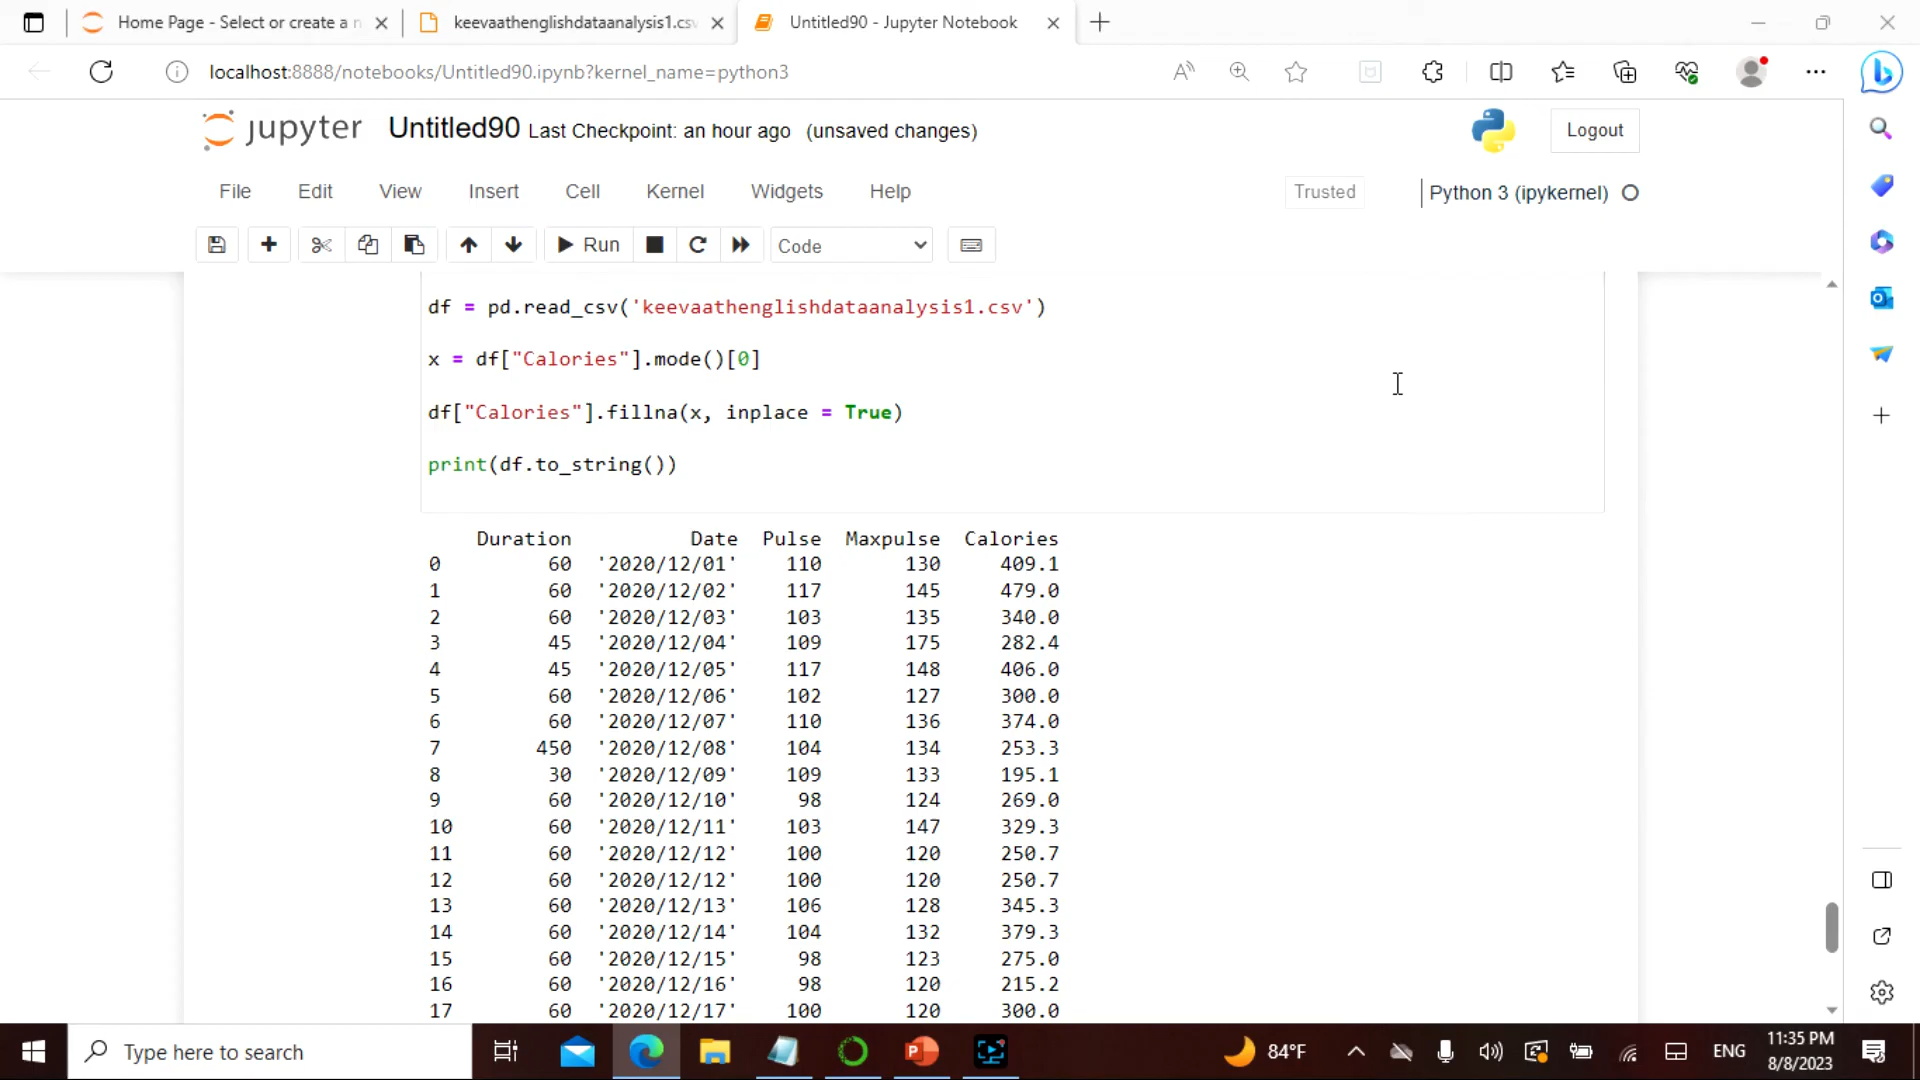 Home Page - Select or create a n
keevaathenglishdataanalysis1.csv
Untitled90 - Jupyter Notebook
localhost:8888/notebooks/Untitled90.ipynb?kernel_name=python3
jupyter Untitled90 Last Checkpoint: an hour ago (unsaved changes)
Logout
File Edit View Insert Cell Kernel Widgets Help
Trusted
Python 3 (ipykernel)
Run
Code
df = pd.read_csv('keevaathenglishdataanalysis1.csv')
x = df["Calories"].mode()[0]
df["Calories"].fillna(x, inplace = True)
print(df.to_string())
Duration Date Pulse Maxpulse Calories
0 60 '2020/12/01' 110 130 409.1
1 60 '2020/12/02' 117 145 479.0
2 60 '2020/12/03' 103 135 340.0
3 45 '2020/12/04' 109 175 282.4
4 45 '2020/12/05' 117 148 406.0
5 60 '2020/12/06' 102 127 300.0
6 60 '2020/12/07' 110 136 374.0
7 450 '2020/12/08' 104 134 253.3
8 30 '2020/12/09' 109 133 195.1
9 60 '2020/12/10' 98 124 269.0
10 60 '2020/12/11' 103 147 329.3
11 60 '2020/12/12' 100 120 250.7
12 60 '2020/12/12' 100 120 250.7
13 60 '2020/12/13' 106 128 345.3
14 60 '2020/12/14' 104 132 379.3
15 60 '2020/12/15' 98 123 275.0
16 60 '2020/12/16' 98 120 215.2
17 60 '2020/12/17' 100 120 300.0
Type here to search
84°F
ENG
11:35 PM
8/8/2023